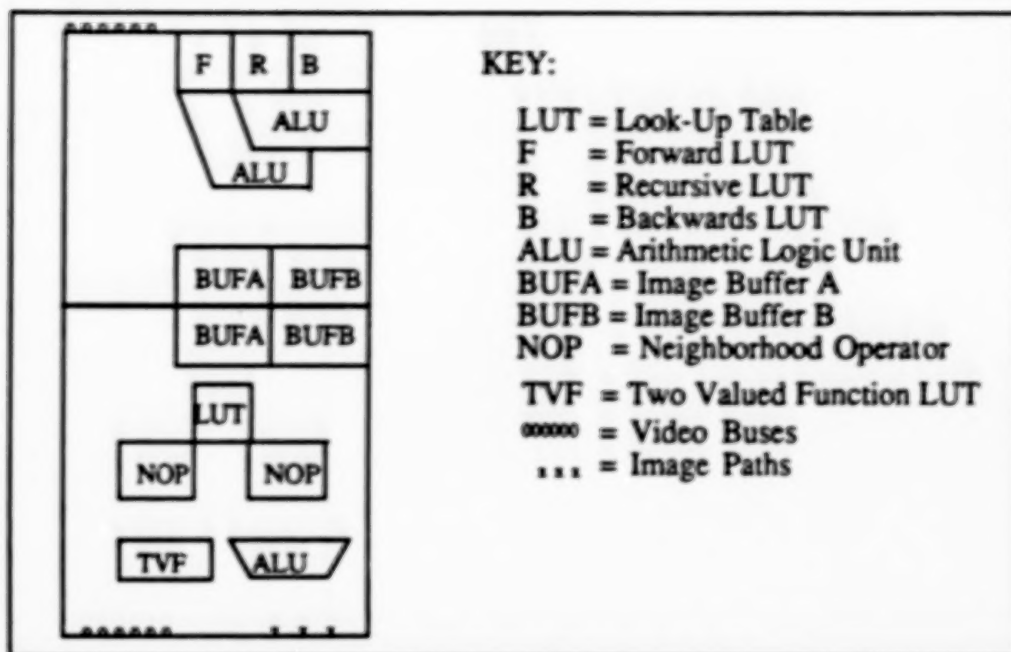 F R B
ALU
ALU
BUFA BUFB
BUFA BUFB
LUT
NOP NOP
TVF ALU
KEY:
LUT = Look-Up Table
F = Forward LUT
R = Recursive LUT
B = Backwards LUT
ALU = Arithmetic Logic Unit
BUFA = Image Buffer A
BUFB = Image Buffer B
NOP = Neighborhood Operator
TVF = Two Valued Function LUT
= Video Buses
= Image Paths